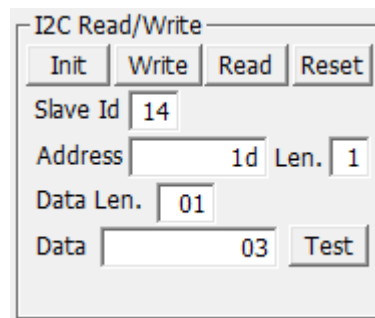 I2C Read/Write
Init Write Read Reset
Slave Id 14
Address 1d Len. 1
Data Len. 01
Data 03 Test